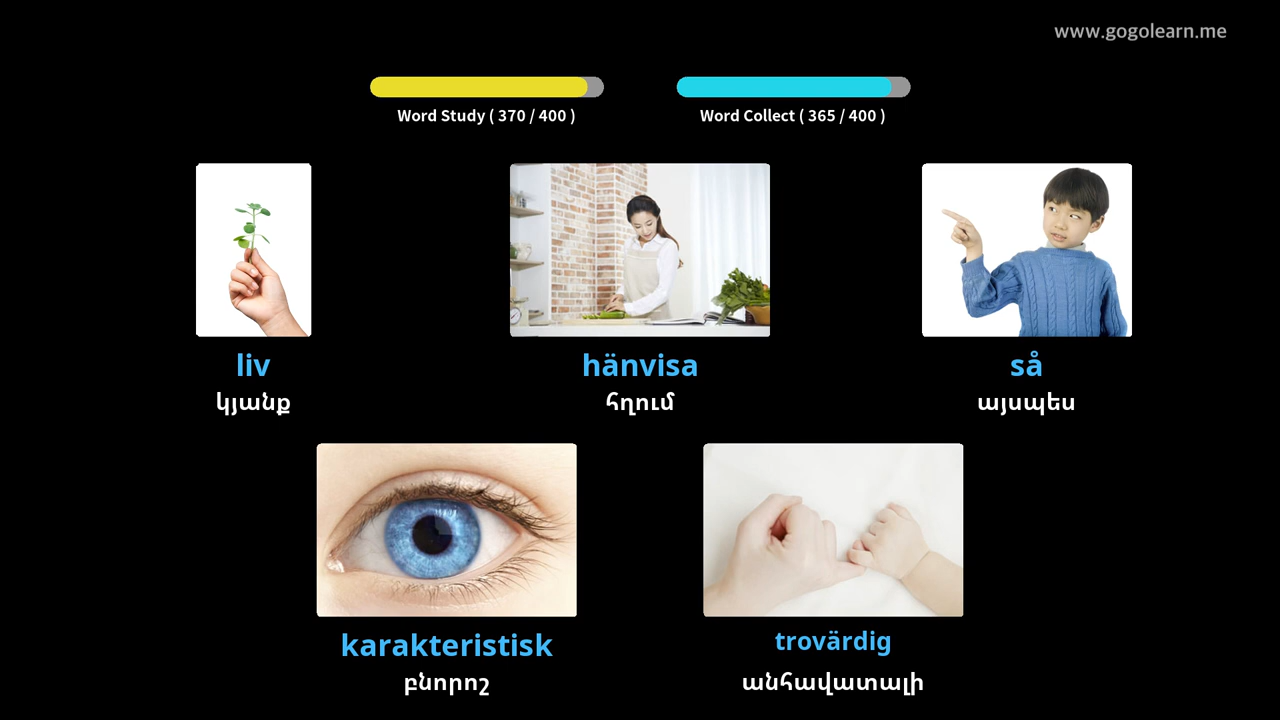 www.gogolearn.me
Word Study ( 370 / 400 )
Word Collect ( 365 / 400 )
liv
կյանք
hänvisa
հղում
så
այսպես
karakteristisk
բնորոշ
trovärdig
անհավատալի